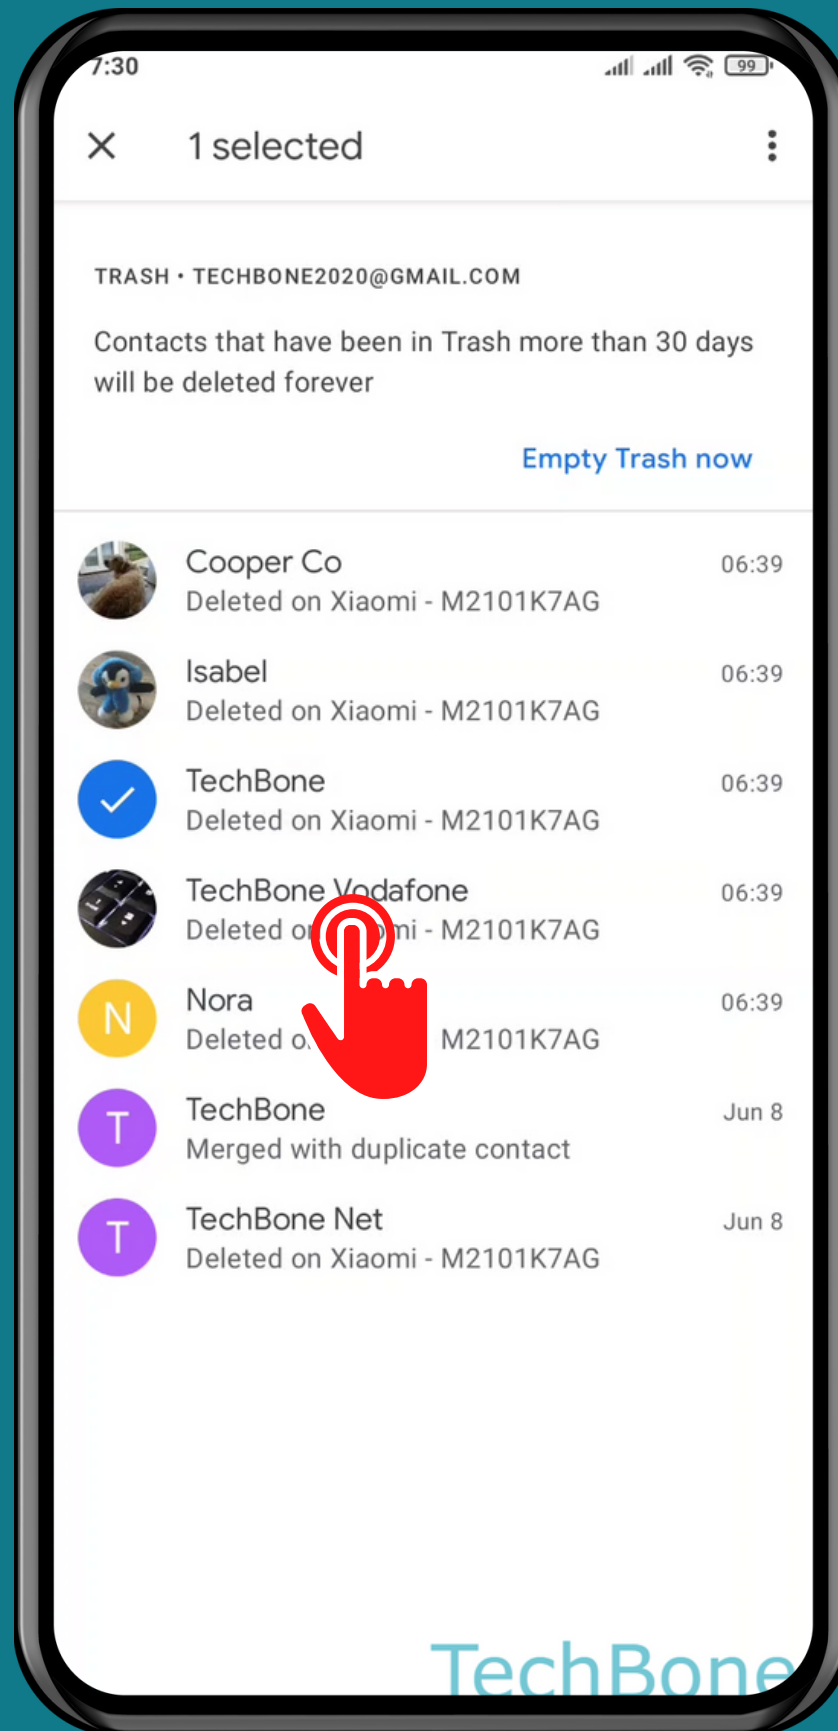 7:30
99
1 selected
TRASH • TECHBONE2020@GMAIL.COM
Contacts that have been in Trash more than 30 days
will be deleted forever
Empty Trash now
Cooper Co 06:39
Deleted on Xiaomi - M2101K7AG
Isabel 06:39
Deleted on Xiaomi - M2101K7AG
TechBone 06:39
Deleted on Xiaomi - M2101K7AG
TechBone Vodafone 06:39
Deleted - M2101K7AG
N
Nora 06:39
Deleted M2101K7AG
T
TechBone Jun 8
Merged with duplicate contact
T
TechBone Net Jun 8
Deleted on Xiaomi - M2101K7AG
TechBone